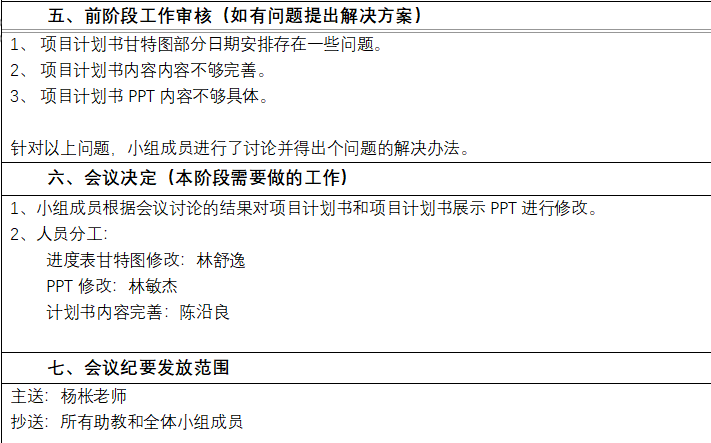 五、前阶段工作审核（如有问题提出解决方案）
1、 项目计划书甘特图部分日期安排存在一些问题。
2、 项目计划书内容内容不够完善。
3、 项目计划书 PPT 内容不够具体。
针对以上问题，小组成员进行了讨论并得出个问题的解决办法。
六、会议决定（本阶段需要做的工作）
1、小组成员根据会议讨论的结果对项目计划书和项目计划书展示 PPT 进行修改。
2、人员分工：
进度表甘特图修改：林舒逸
PPT 修改：林敏杰
计划书内容完善：陈沿良
七、会议纪要发放范围
主送：杨枨老师
抄送：所有助教和全体小组成员